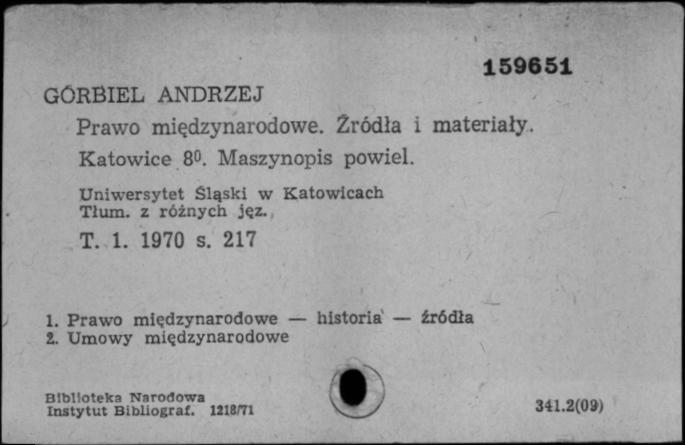 159651
GÓRBIEL ANDRZEJ
Prawo międzynarodowe. Źródła i materiały.
Katowice 8⁰. Maszynopis powiel.
Uniwersytet Śląski w Katowicach
Tłum. z różnych jęz.
T. 1. 1970 s. 217
1. Prawo międzynarodowe — historia — źródła
2. Umowy międzynarodowe
Biblioteka Narodowa
Instytut Bibliograf. 1218/71
341.2(09)